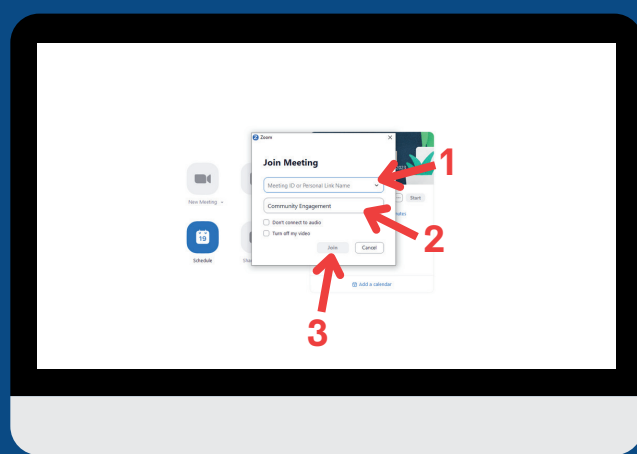 Zoom
Join Meeting
Meeting ID or Personal Link Name
Community Engagement
Don't connect to audio
Turn off my video
Join
Cancel
New Meeting
19
Schedule
Start
Add a calendar
1
2
3